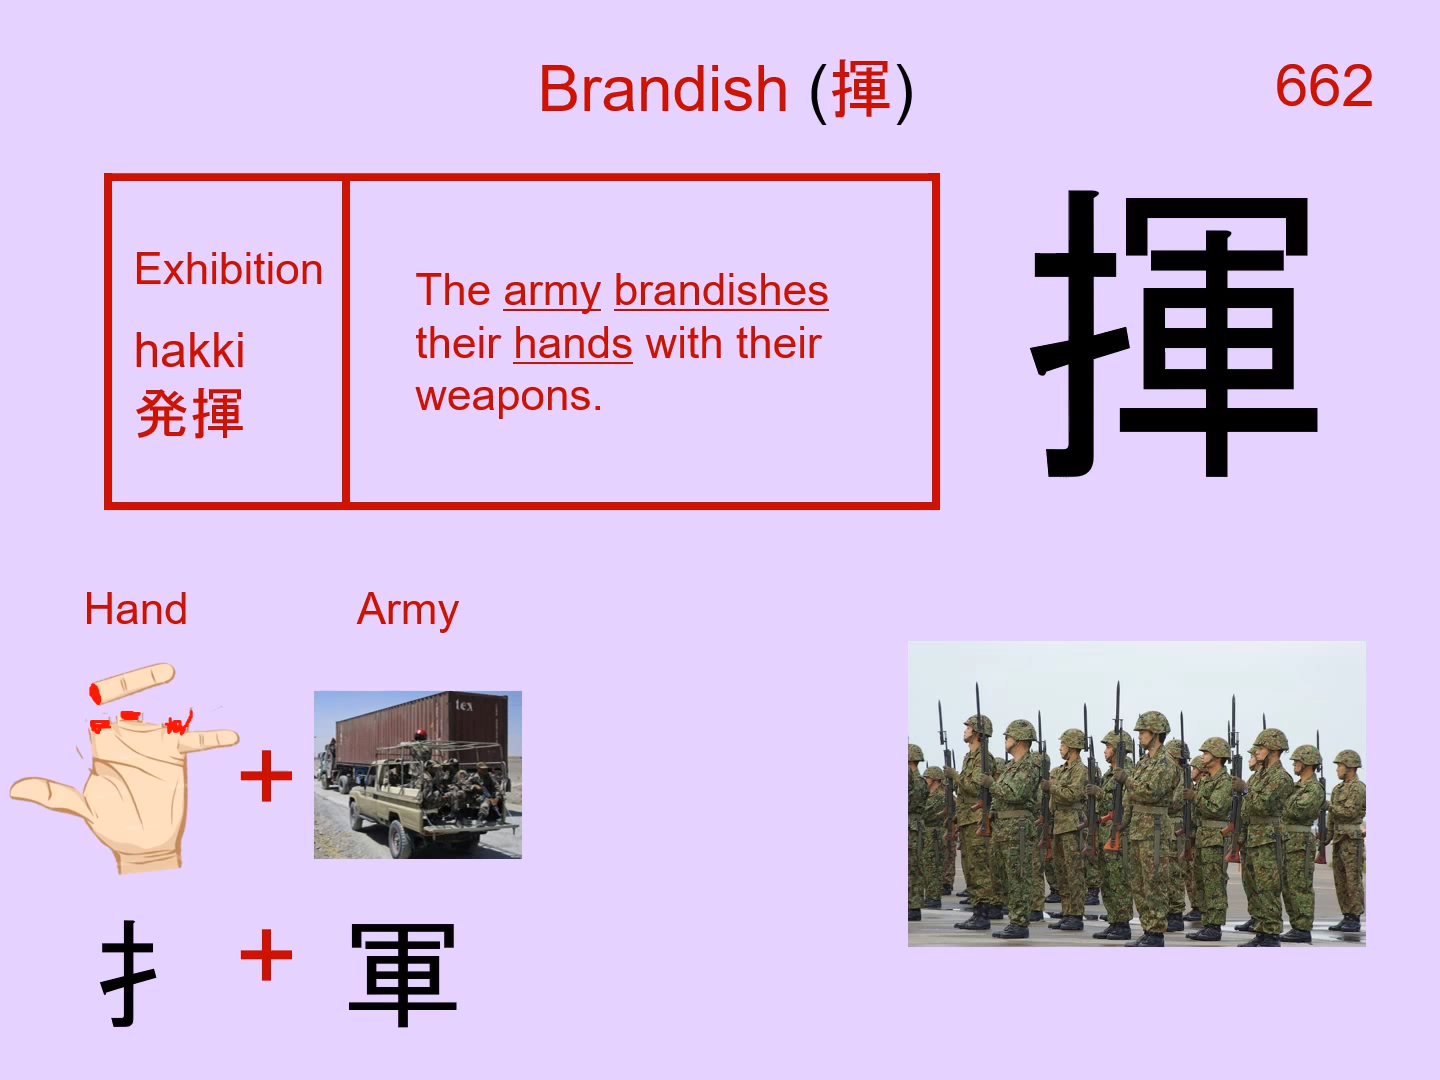 Brandish (揮)
662
Exhibition
hakki
発揮
The army brandishes
their hands with their
weapons.
揮
Hand
Army
+
tex
扌 + 軍